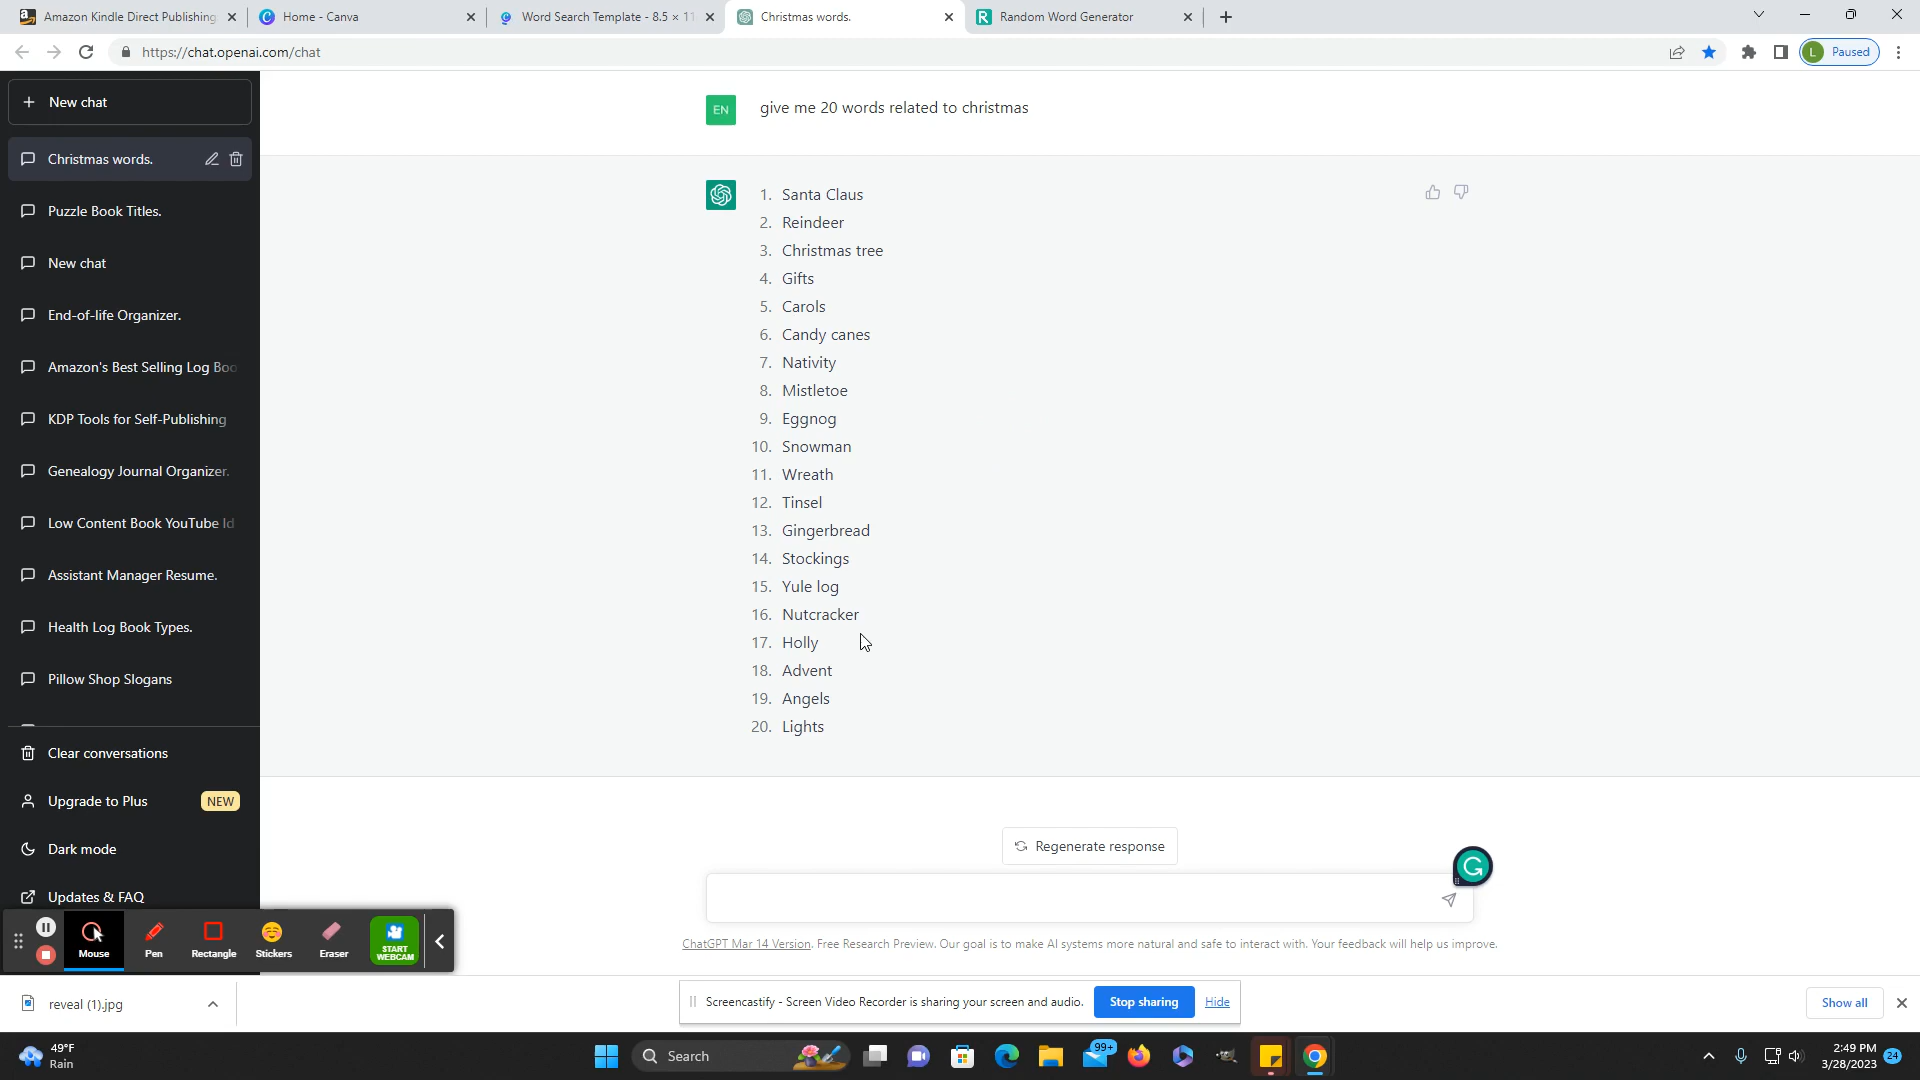 Amazon Kindle Direct Publishing
Home - Canva
Word Search Template - 8.5 × 11
Christmas words.
R Random Word Generator
https://chat.openai.com/chat
L Paused
+ New chat
Christmas words.
Puzzle Book Titles.
New chat
End-of-life Organizer.
Amazon's Best Selling Log Boo
KDP Tools for Self-Publishing
Genealogy Journal Organizer.
Low Content Book YouTube Id
Assistant Manager Resume.
Health Log Book Types.
Pillow Shop Slogans
Clear conversations
Upgrade to Plus NEW
Dark mode
Updates & FAQ
EN give me 20 words related to christmas
1. Santa Claus
2. Reindeer
3. Christmas tree
4. Gifts
5. Carols
6. Candy canes
7. Nativity
8. Mistletoe
9. Eggnog
10. Snowman
11. Wreath
12. Tinsel
13. Gingerbread
14. Stockings
15. Yule log
16. Nutcracker
17. Holly
18. Advent
19. Angels
20. Lights
Regenerate response
ChatGPT Mar 14 Version. Free Research Preview. Our goal is to make AI systems more natural and safe to interact with. Your feedback will help us improve.
Mouse Pen Rectangle Stickers Eraser START WEBCAM
reveal (1).jpg
Screencastify - Screen Video Recorder is sharing your screen and audio. Stop sharing Hide
Show all
49°F
Rain
Search
99+
2:49 PM
3/28/2023
24